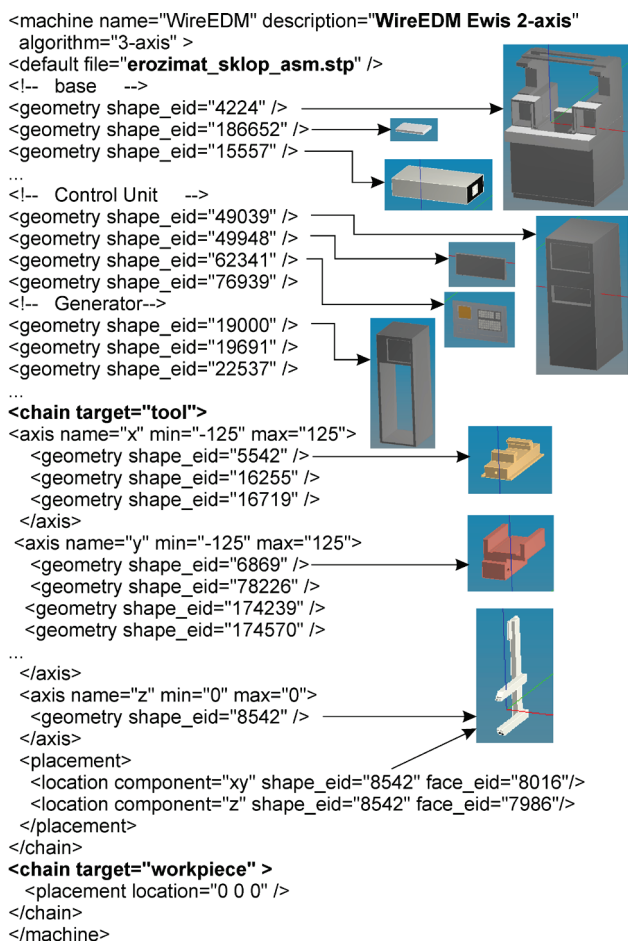 <machine name="WireEDM" description="WireEDM Ewis 2-axis"
algorithm="3-axis" >
<default file="erozimat_sklop_asm.stp" />
<!-- base -->
<geometry shape_eid="4224" />
<geometry shape_eid="186652" />
<geometry shape_eid="15557" />
...
<!-- Control Unit -->
<geometry shape_eid="49039" />
<geometry shape_eid="49948" />
<geometry shape_eid="62341" />
<geometry shape_eid="76939" />
<!-- Generator-->
<geometry shape_eid="19000" />
<geometry shape_eid="19691" />
<geometry shape_eid="22537" />
...
<chain target="tool">
<axis name="x" min="-125" max="125">
<geometry shape_eid="5542" />
<geometry shape_eid="16255" />
<geometry shape_eid="16719" />
</axis>
<axis name="y" min="-125" max="125">
<geometry shape_eid="6869" />
<geometry shape_eid="78226" />
<geometry shape_eid="174239" />
<geometry shape_eid="174570" />
...
</axis>
<axis name="z" min="0" max="0">
<geometry shape_eid="8542" />
</axis>
<placement>
<location component="xy" shape_eid="8542" face_eid="8016"/>
<location component="z" shape_eid="8542" face_eid="7986"/>
</placement>
</chain>
<chain target="workpiece" >
<placement location="0 0 0" />
</chain>
</machine>